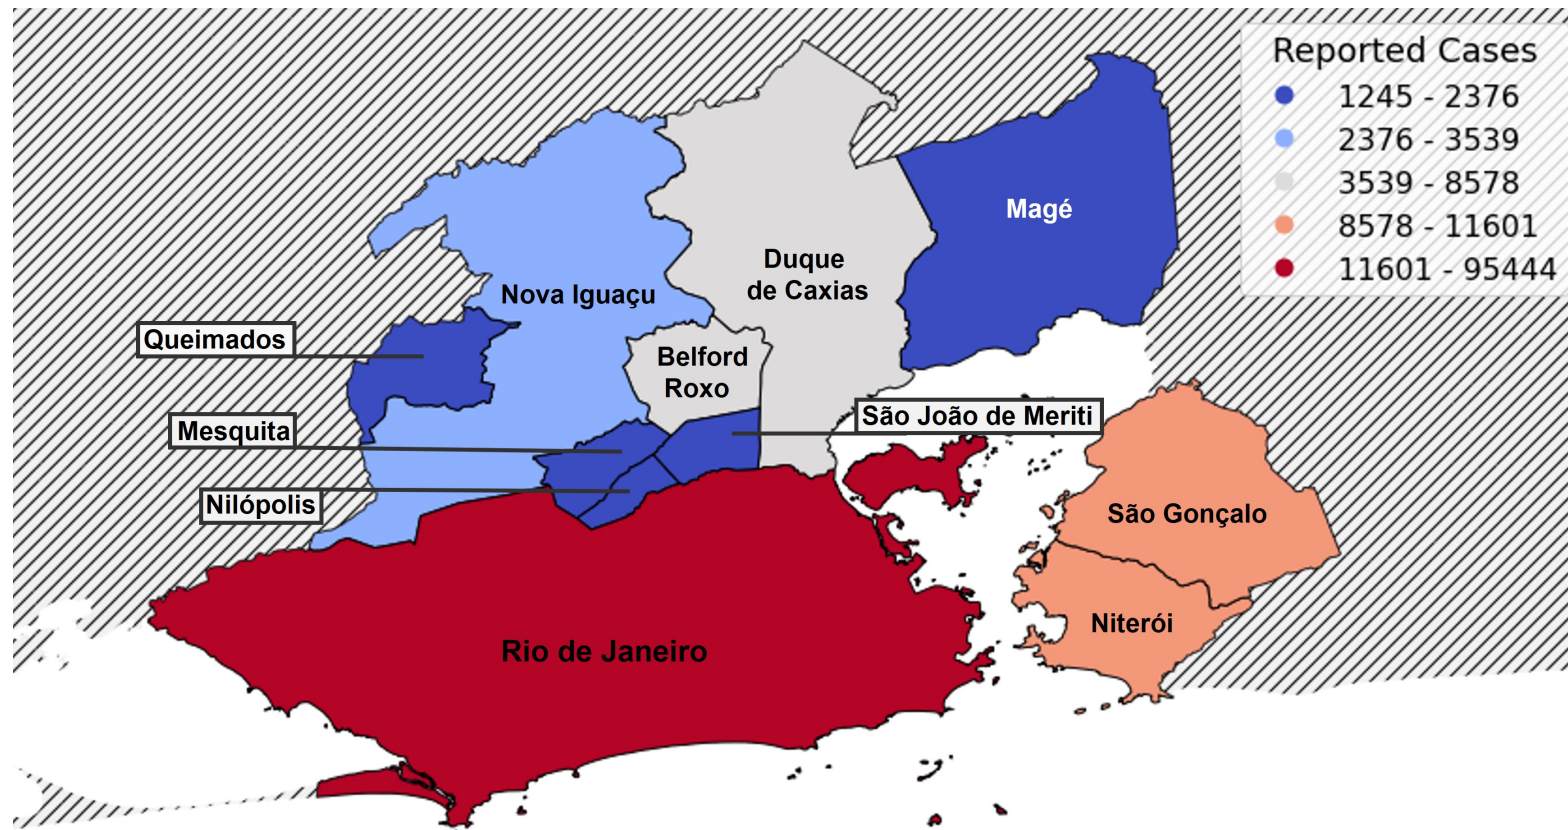 Reported Cases
1245 - 2376
2376 - 3539
3539 - 8578
8578 - 11601
11601 - 95444
Magé
Duque
de Caxias
Nova Iguaçu
Queimados
Belford
Roxo
São João de Meriti
Mesquita
Nilópolis
São Gonçalo
Niterói
Rio de Janeiro